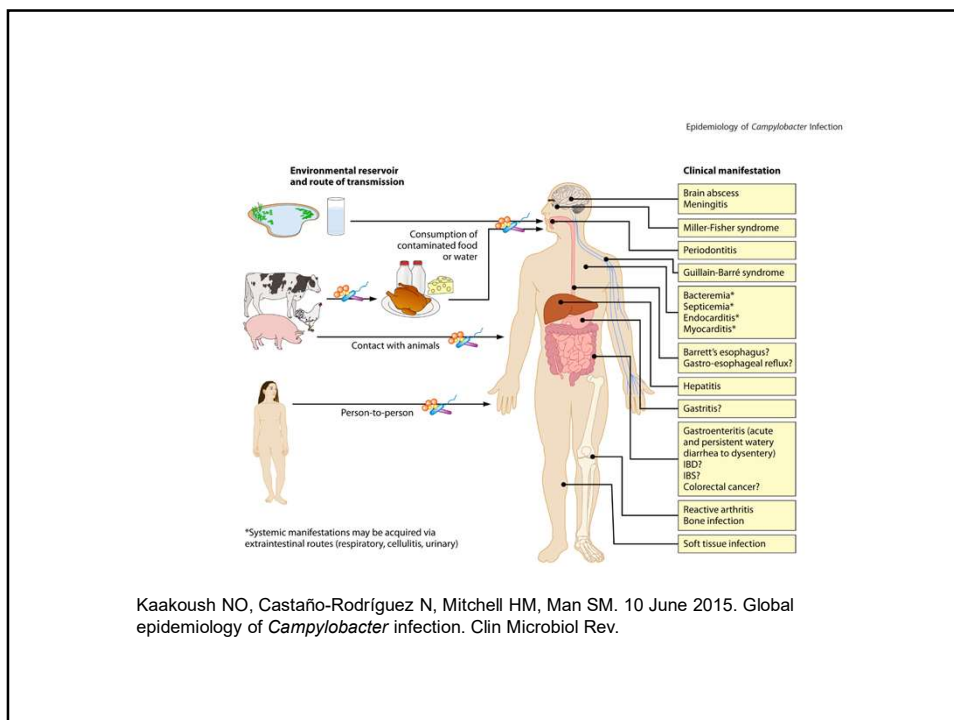 Epidemiology of Campylobacter Infection
Environmental reservoir
and route of transmission
Consumption of
contaminated food
or water
Contact with animals
Person-to-person
*Systemic manifestations may be acquired via
extraintestinal routes (respiratory, cellulitis, urinary)
Clinical manifestation
Brain abscess
Meningitis
Miller-Fisher syndrome
Periodontitis
Guillain-Barré syndrome
Bacteremia*
Septicemia*
Endocarditis*
Myocarditis*
Barrett's esophagus?
Gastro-esophageal reflux?
Hepatitis
Gastritis?
Gastroenteritis (acute
and persistent watery
diarrhea to dysentery)
IBD?
IBS?
Colorectal cancer?
Reactive arthritis
Bone infection
Soft tissue infection
Kaakoush NO, Castaño-Rodríguez N, Mitchell HM, Man SM. 10 June 2015. Global
epidemiology of Campylobacter infection. Clin Microbiol Rev.